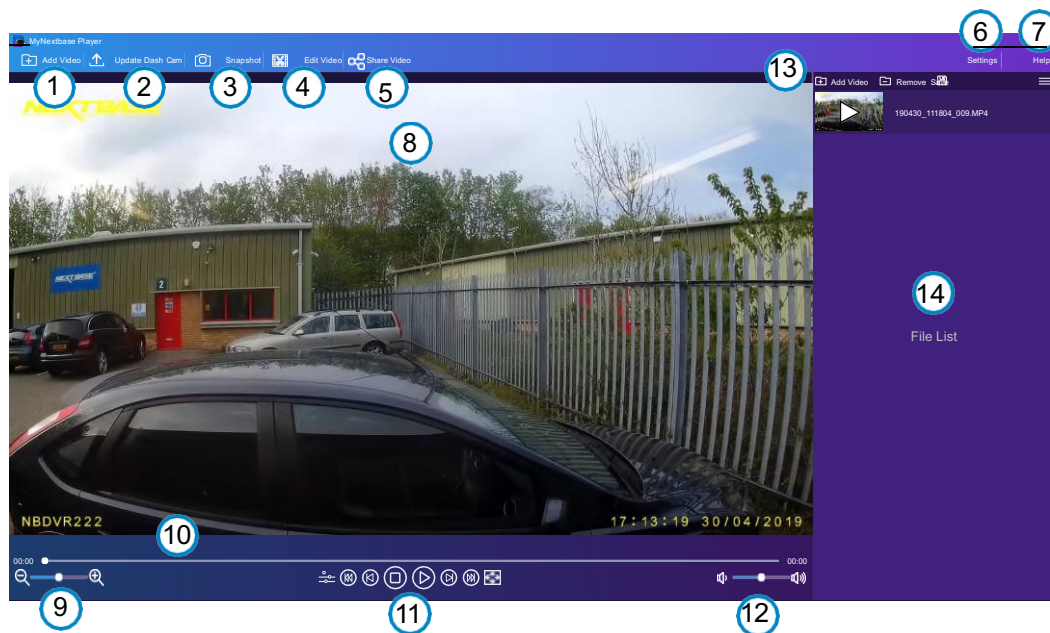 MyNextbase Player
6 7
Add Video Update Dash Cam Snapshot Edit Video Share Video Settings Help
1 2 3 4 5 13
Add Video Remove
NEXTBASE
190430_111804_009.MP4
8
NEXTBASE
2
14
File List
NBDVR222 17:13:19 30/04/2019
10
00:00 00:00
9 11 12